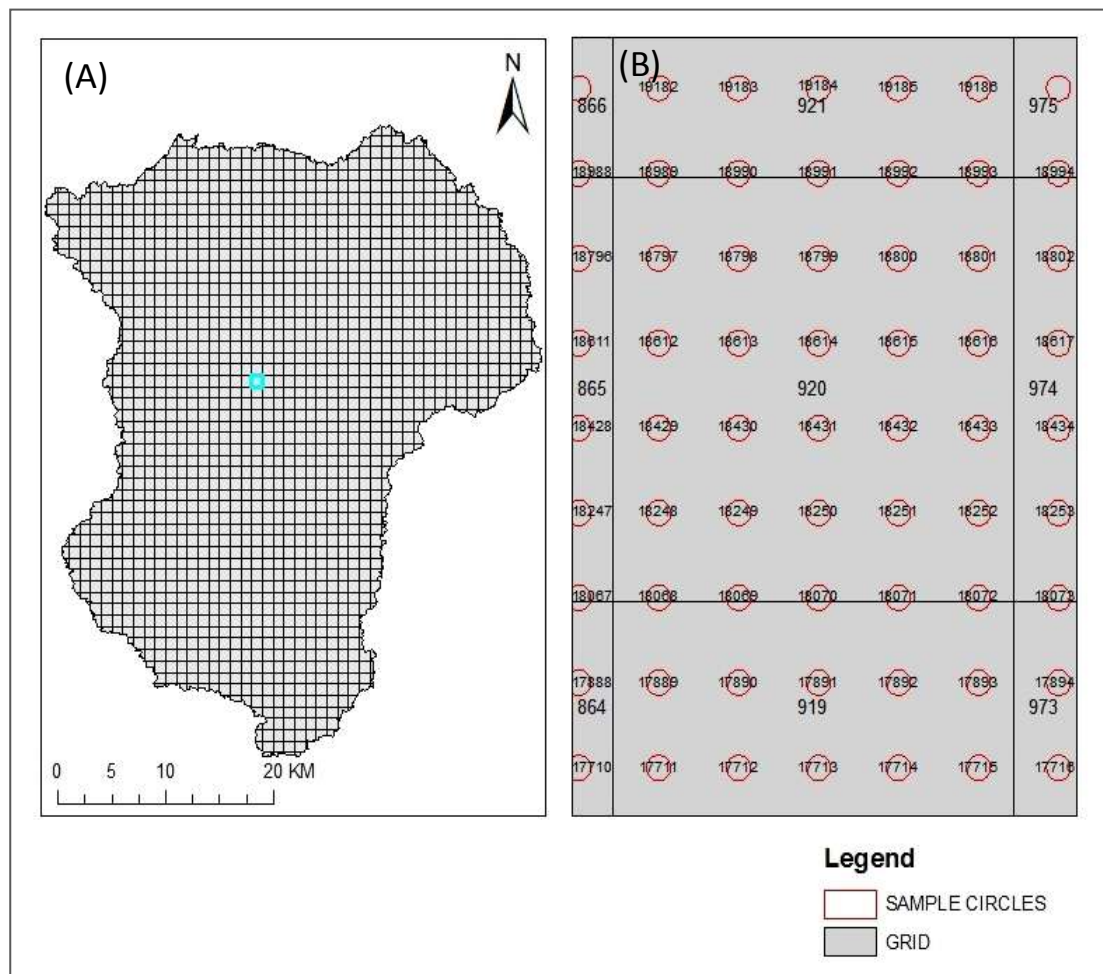 (A)
N
0 5 10 20 KM
(B)
19182 19183 19184 19185 19186
866 921 975
18988 18989 18990 18991 18992 18993 18994
18796 18797 18798 18799 18800 18801 18802
18611 18612 18613 18614 18615 18616 18617
865 920 974
18428 18429 18430 18431 18432 18433 18434
18247 18248 18249 18250 18251 18252 18253
18067 18068 18069 18070 18071 18072 18073
17888 17889 17890 17891 17892 17893 17894
864 919 973
17710 17711 17712 17713 17714 17715 17716
Legend
SAMPLE CIRCLES
GRID